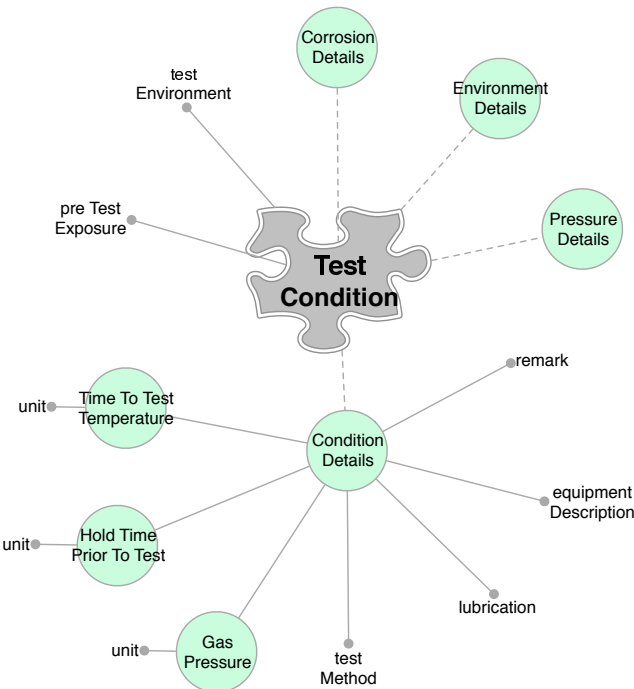 Corrosion
Details
test
Environment
Environment
Details
pre Test
Exposure
Pressure
Details
Test
Condition
remark
unit
Time To Test
Temperature
Condition
Details
equipment
Description
unit
Hold Time
Prior To Test
lubrication
unit
Gas
Pressure
test
Method